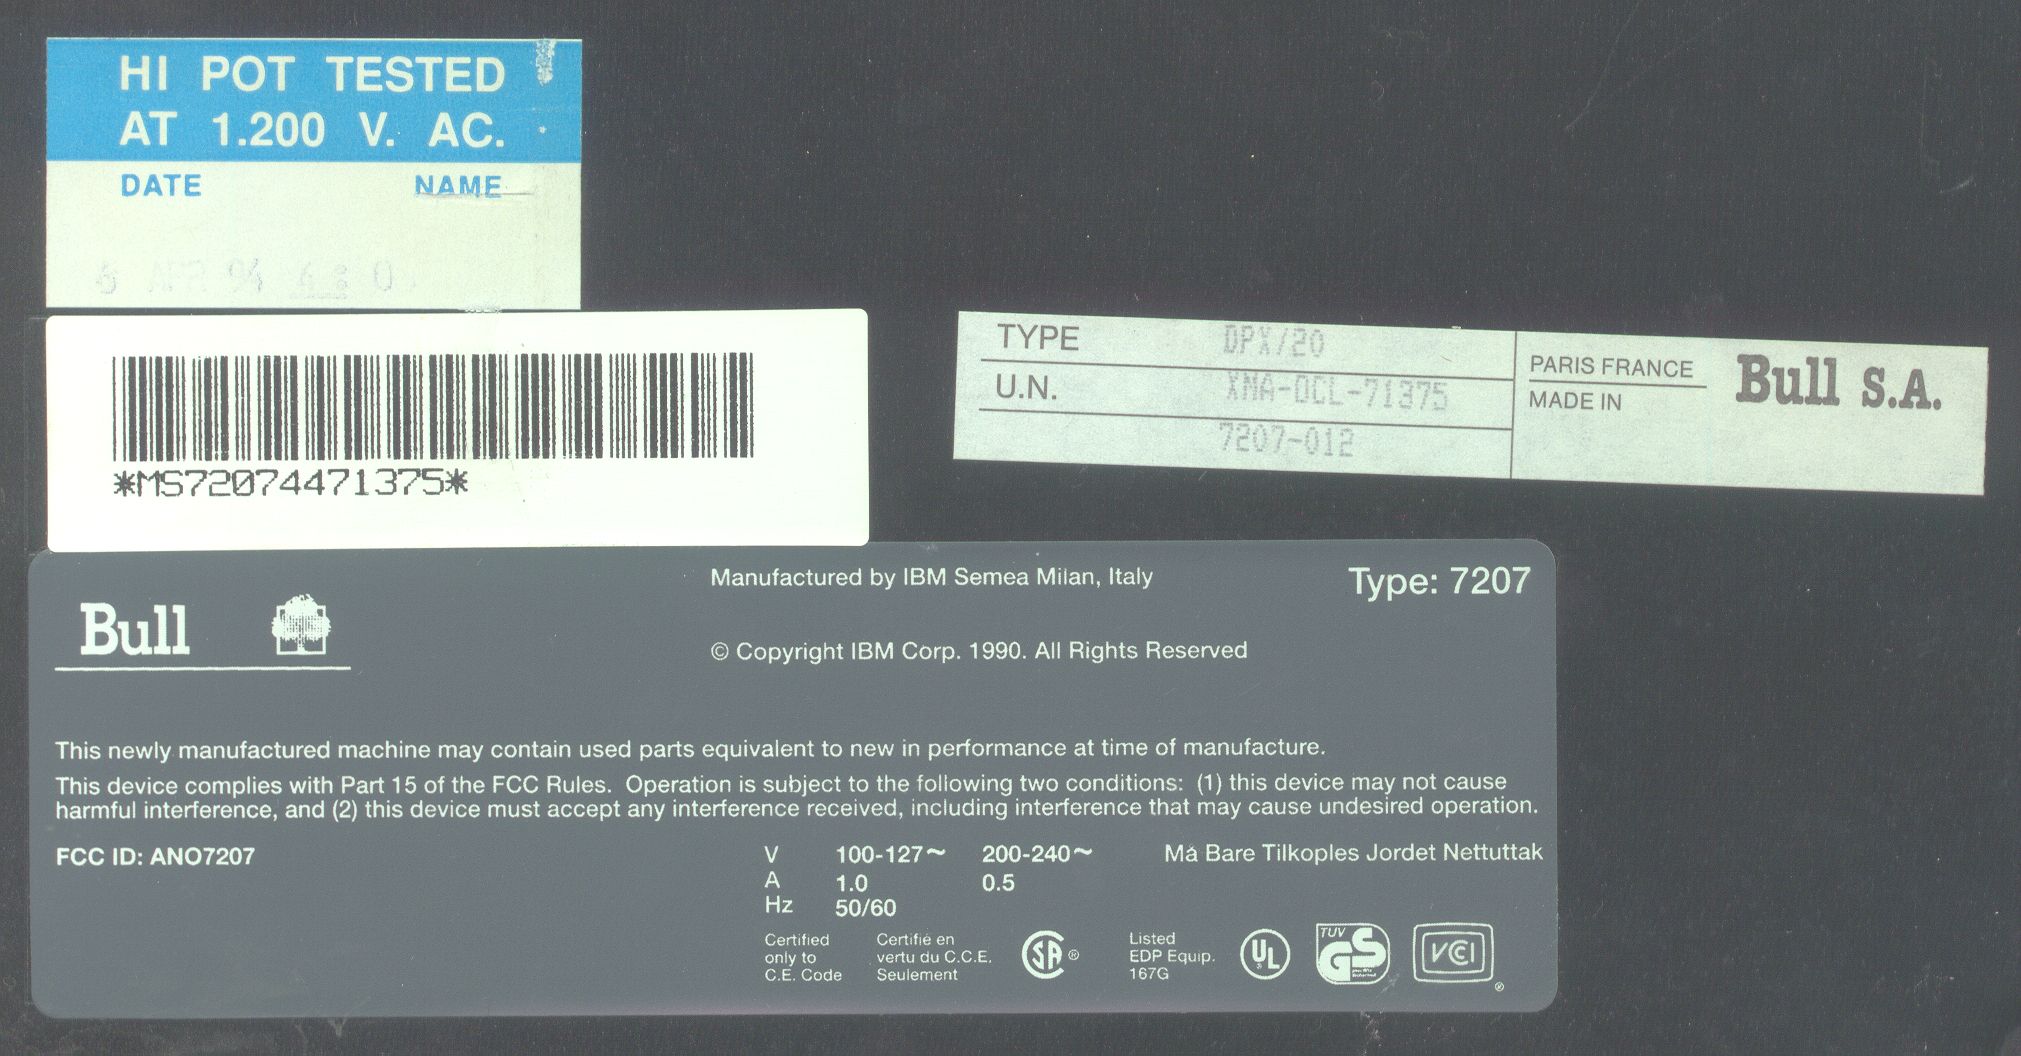 HI POT TESTED
AT 1.200 V. AC.
DATE NAME
94
*MS72074471375*
TYPE DPX/20
U.N. XMA-DCL-71375
7207-012
PARIS FRANCE
MADE IN
Bull S.A.
Bull
Manufactured by IBM Semea Milan, Italy
Type: 7207
© Copyright IBM Corp. 1990. All Rights Reserved
This newly manufactured machine may contain used parts equivalent to new in performance at time of manufacture.
This device complies with Part 15 of the FCC Rules. Operation is subject to the following two conditions: (1) this device may not cause
harmful interference, and (2) this device must accept any interference received, including interference that may cause undesired operation.
FCC ID: ANO7207
V 100-127~ 200-240~
A 1.0 0.5
Hz 50/60
Må Bare Tilkoples Jordet Nettuttak
Certified
only to
C.E. Code
Certifié en
vertu du C.C.E.
Seulement
SA ®
Listed
EDP Equip.
167G
UL
TUV
GS
VCI ®